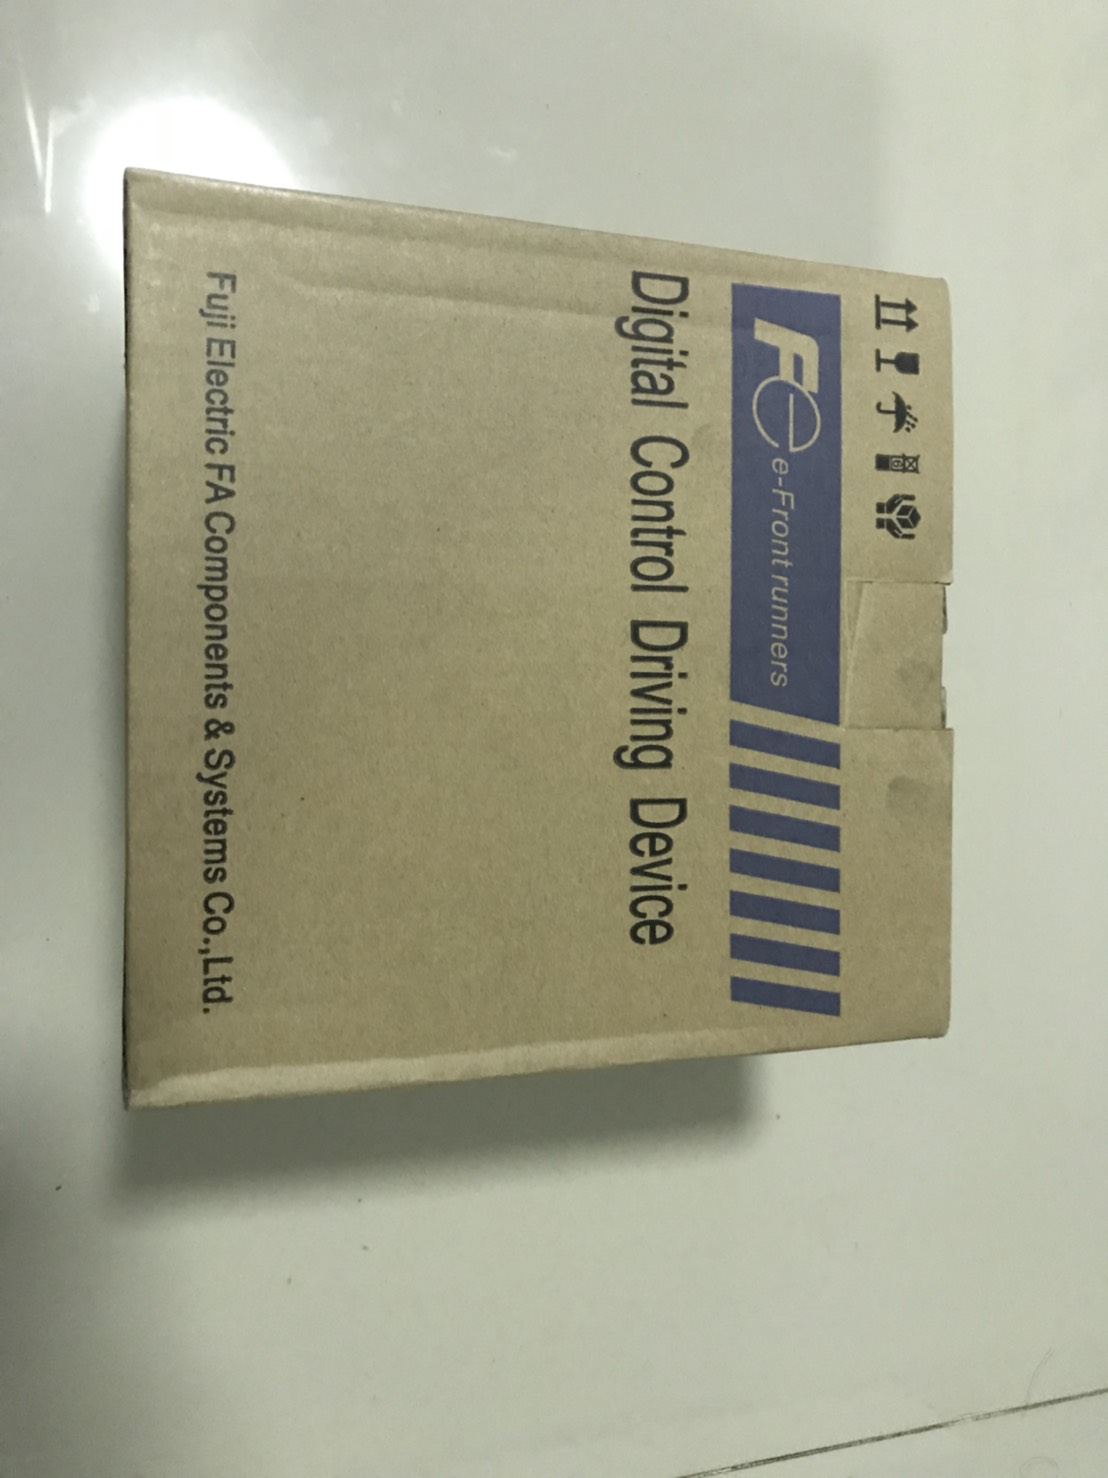 Fe e-Front runners
Digital Control Driving Device
Fuji Electric FA Components & Systems Co.,Ltd.